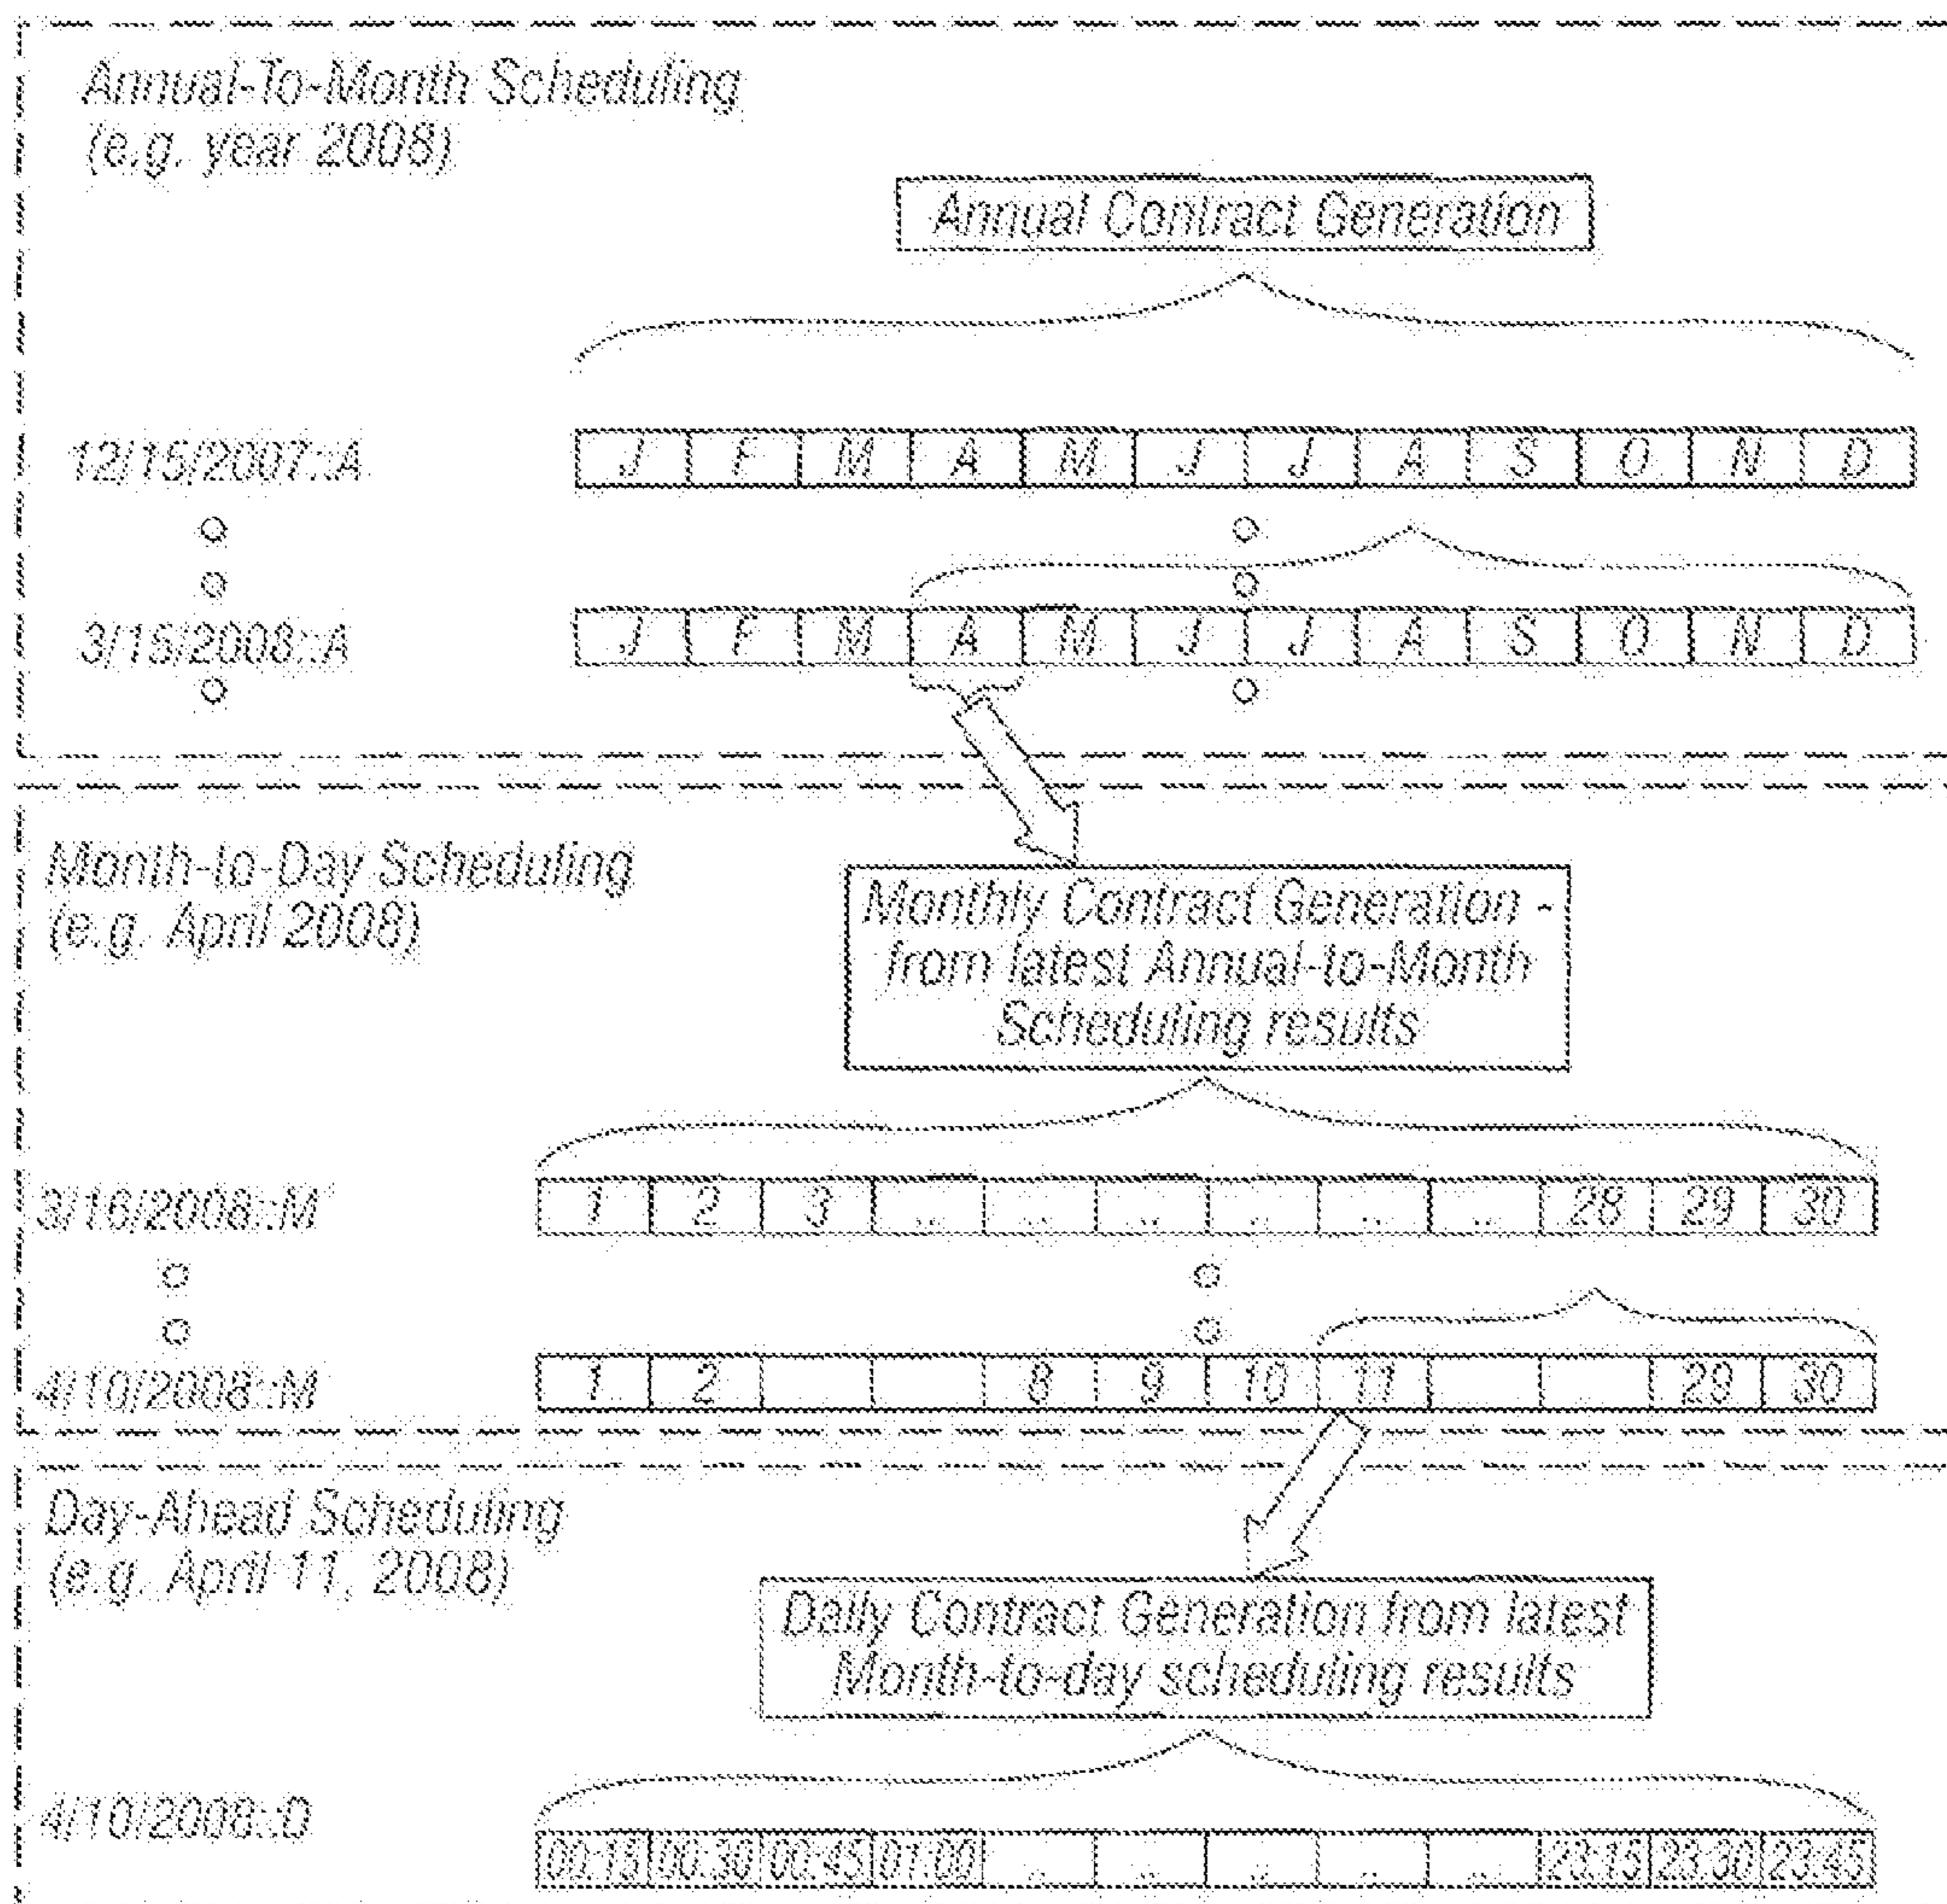 Annual-To-Month Scheduling
(e.g. year 2008)
Annual Contract Generation
12/15/2007::A
J F M A M J J A S O N D
3/15/2008::A
J F M A M J J A S O N D
Month-to-Day Scheduling
(e.g. April 2008)
Monthly Contract Generation -
from latest Annual-to-Month
Scheduling results
3/16/2008::M
1 2 3 .. .. .. .. .. .. 28 29 30
4/10/2008::M
1 2 .. .. 8 9 10 11 .. .. 29 30
Day-Ahead Scheduling
(e.g. April 11, 2008)
Daily Contract Generation from latest
Month-to-day scheduling results
4/10/2008::D
00:15 00:30 00:45 01:00 .. .. .. .. .. 23:15 23:30 23:45